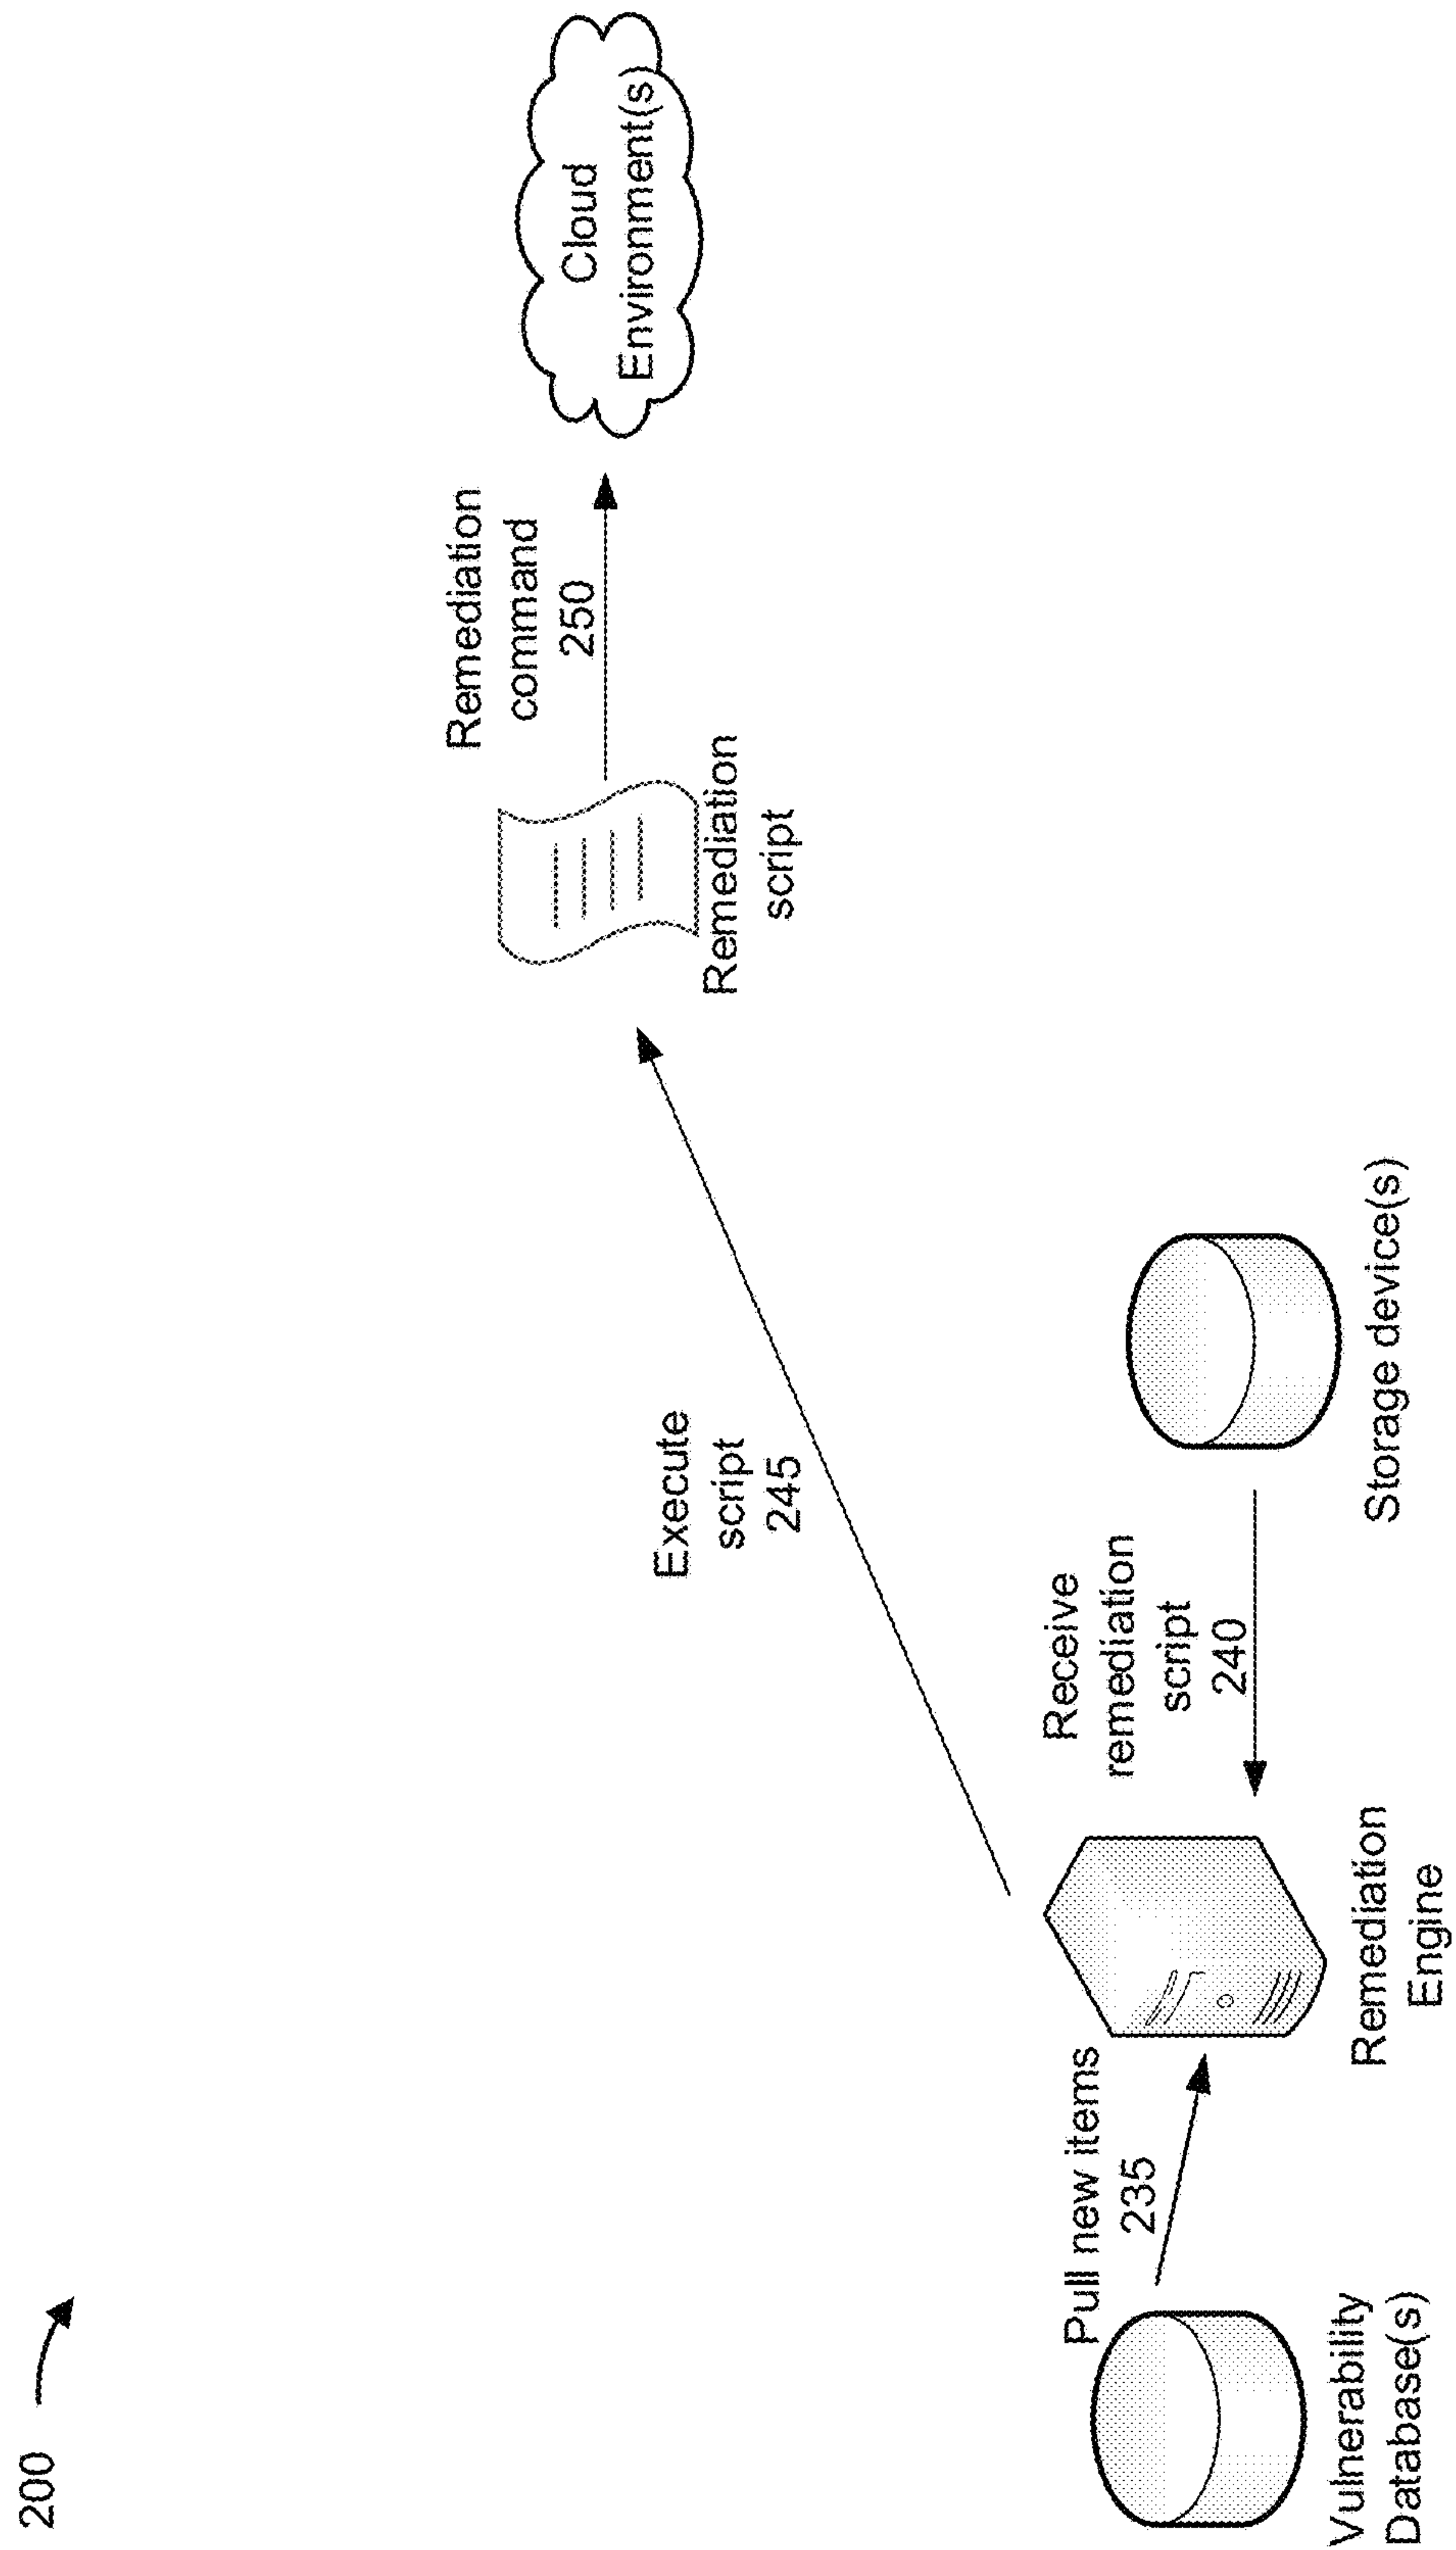 200
Remediation
command
250
Cloud
Environment(s)
Remediation
script
Execute
script
245
Pull new items
235
Receive
remediation
script
240
Vulnerability
Database(s)
Remediation
Engine
Storage device(s)